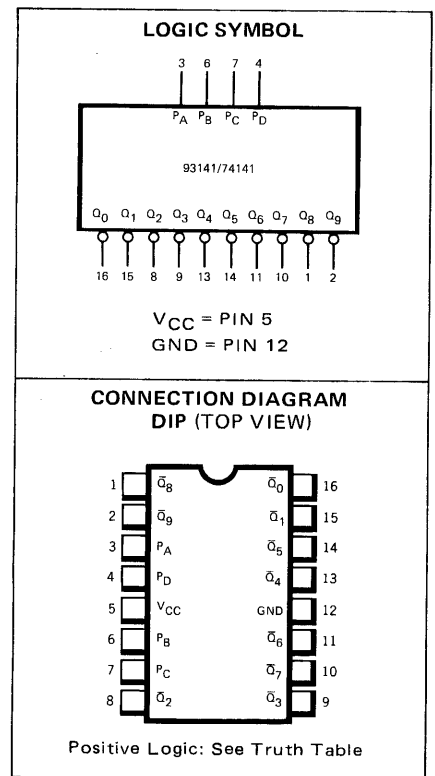 LOGIC SYMBOL
3 6 7 4
PA PB PC PD
93141/74141
Q0 Q1 Q2 Q3 Q4 Q5 Q6 Q7 Q8 Q9
16 15 8 9 13 14 11 10 1 2
VCC = PIN 5
GND = PIN 12
CONNECTION DIAGRAM
DIP (TOP VIEW)
1 Q̄8 Q̄0 16
2 Q̄9 Q̄1 15
3 PA Q̄5 14
4 PD Q̄4 13
5 VCC GND 12
6 PB Q̄6 11
7 PC Q̄7 10
8 Q̄2 Q̄3 9
Positive Logic: See Truth Table